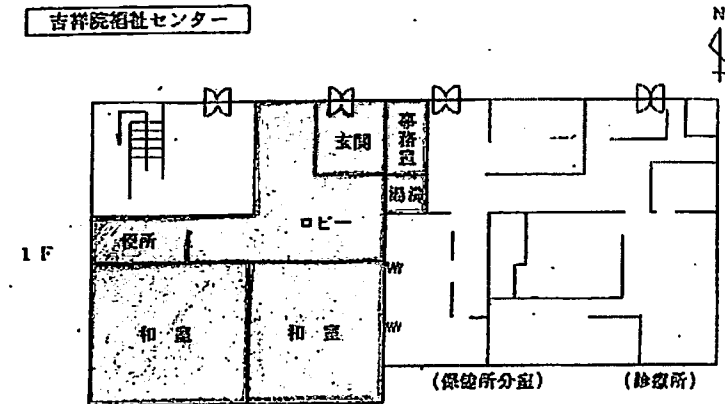 吉祥院福祉センター
N
玄関
事務室
湯沸
ロビー
便所
1F
和室
和室
(保健所分室)
(診療所)